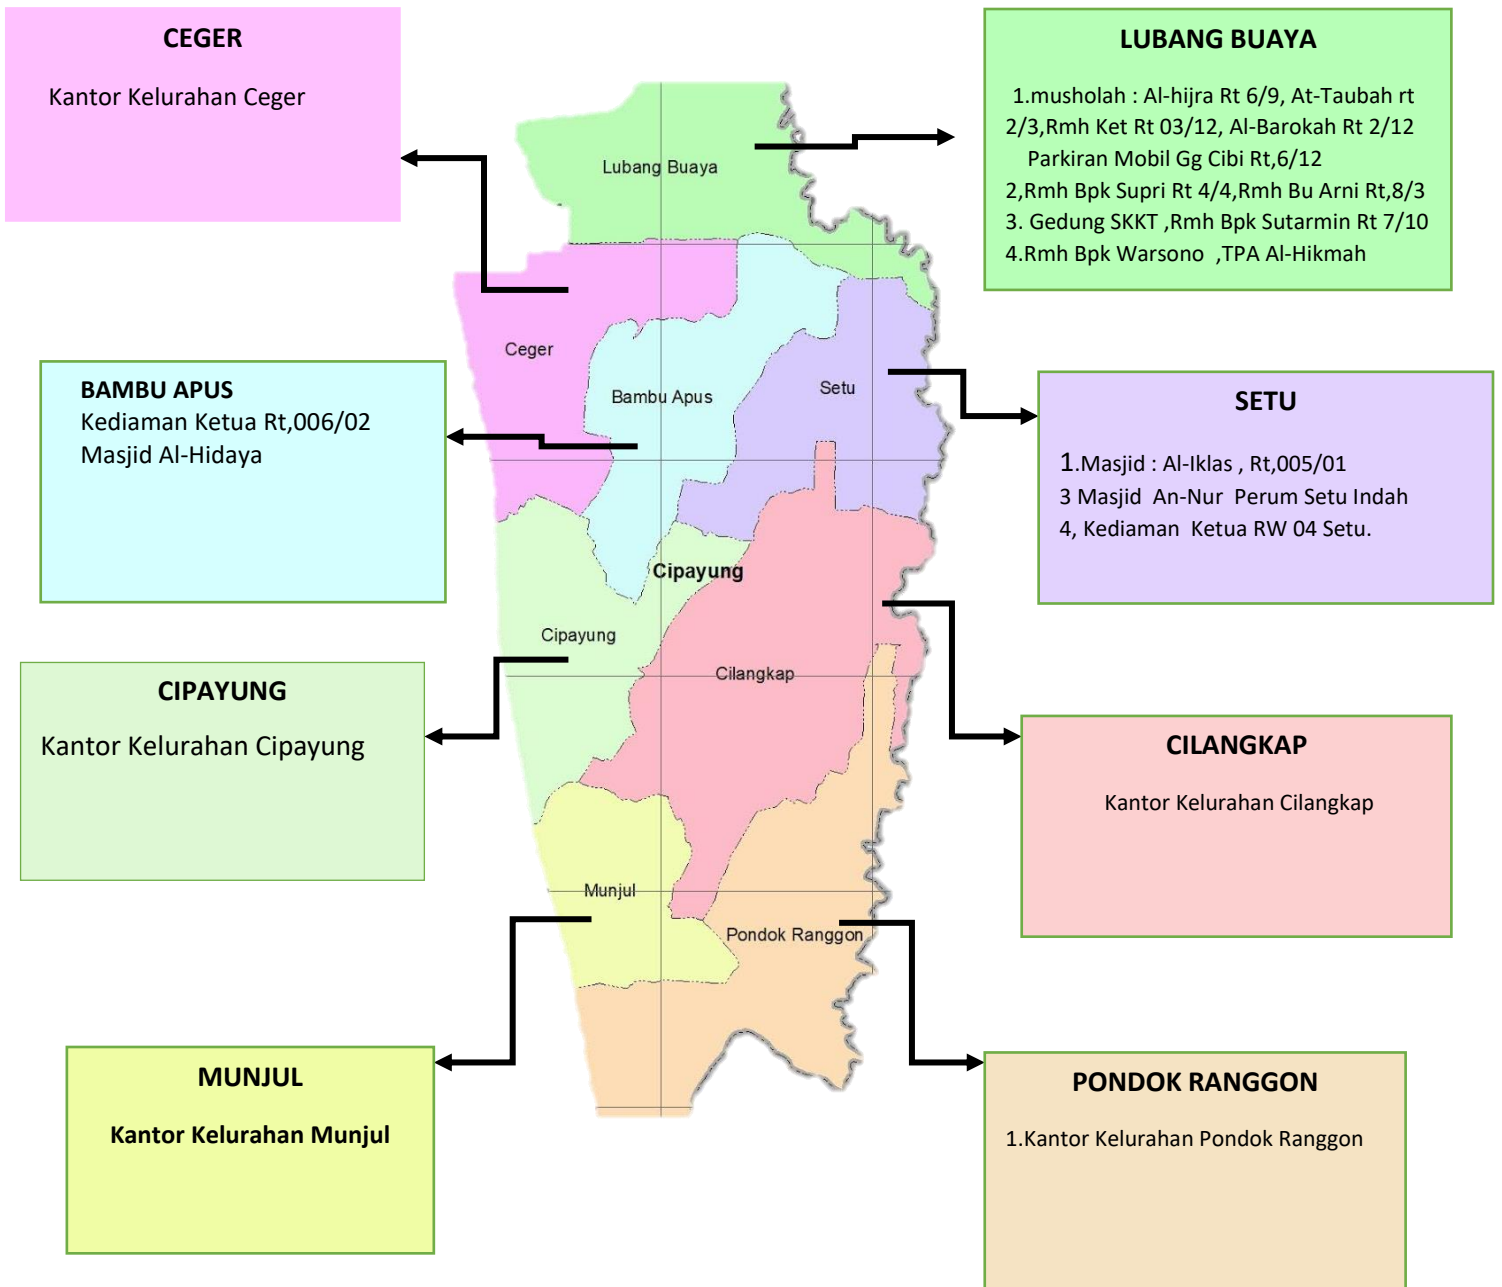 CEGER
Kantor Kelurahan Ceger
LUBANG BUAYA
1.musholah : Al-hijra Rt 6/9, At-Taubah rt
2/3,Rmh Ket Rt 03/12, Al-Barokah Rt 2/12
Parkiran Mobil Gg Cibi Rt,6/12
2,Rmh Bpk Supri Rt 4/4,Rmh Bu Arni Rt,8/3
3. Gedung SKKT ,Rmh Bpk Sutarmin Rt 7/10
4.Rmh Bpk Warsono ,TPA Al-Hikmah
Lubang Buaya
Ceger
Bambu Apus
Setu
BAMBU APUS
Kediaman Ketua Rt,006/02
Masjid Al-Hidaya
SETU
1.Masjid : Al-Iklas , Rt,005/01
3 Masjid An-Nur Perum Setu Indah
4, Kediaman Ketua RW 04 Setu.
Cipayung
Cipayung
Cilangkap
CIPAYUNG
Kantor Kelurahan Cipayung
CILANGKAP
Kantor Kelurahan Cilangkap
Munjul
Pondok Ranggon
MUNJUL
Kantor Kelurahan Munjul
PONDOK RANGGON
1.Kantor Kelurahan Pondok Ranggon